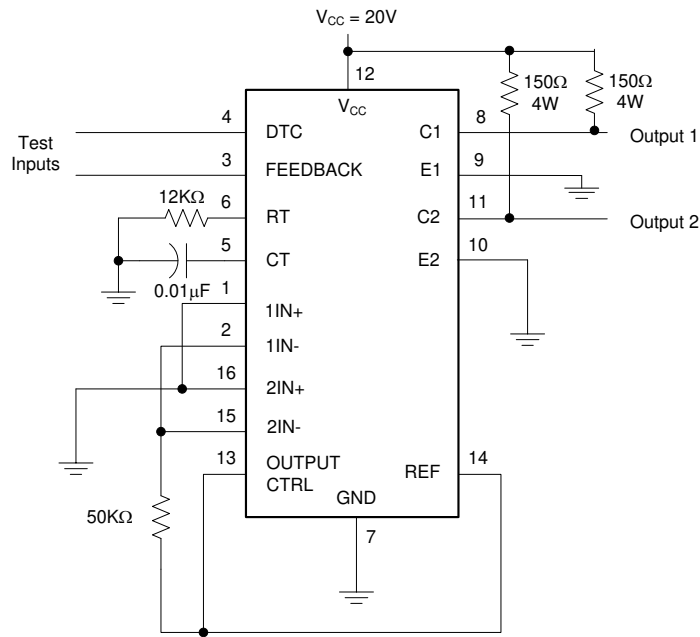 VCC = 20V
12
VCC
150Ω
4W
150Ω
4W
Test
Inputs
4
DTC
C1
8
Output 1
3
FEEDBACK
E1
9
12KΩ
6
RT
C2
11
Output 2
5
CT
E2
10
0.01μF
1
1IN+
2
1IN-
16
2IN+
15
2IN-
13
OUTPUT
CTRL
REF
14
50KΩ
GND
7